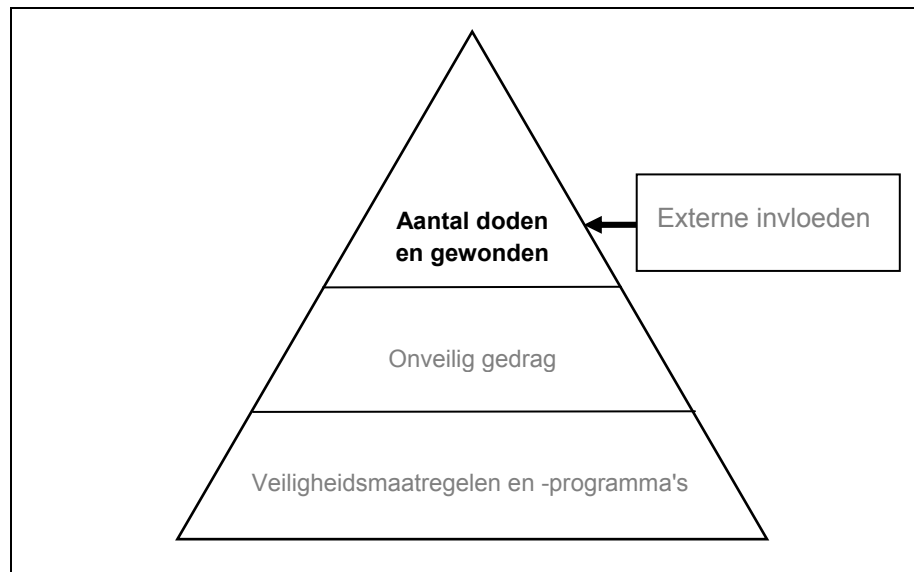 Aantal doden
en gewonden
Externe invloeden
Onveilig gedrag
Veiligheidsmaatregelen en -programma's